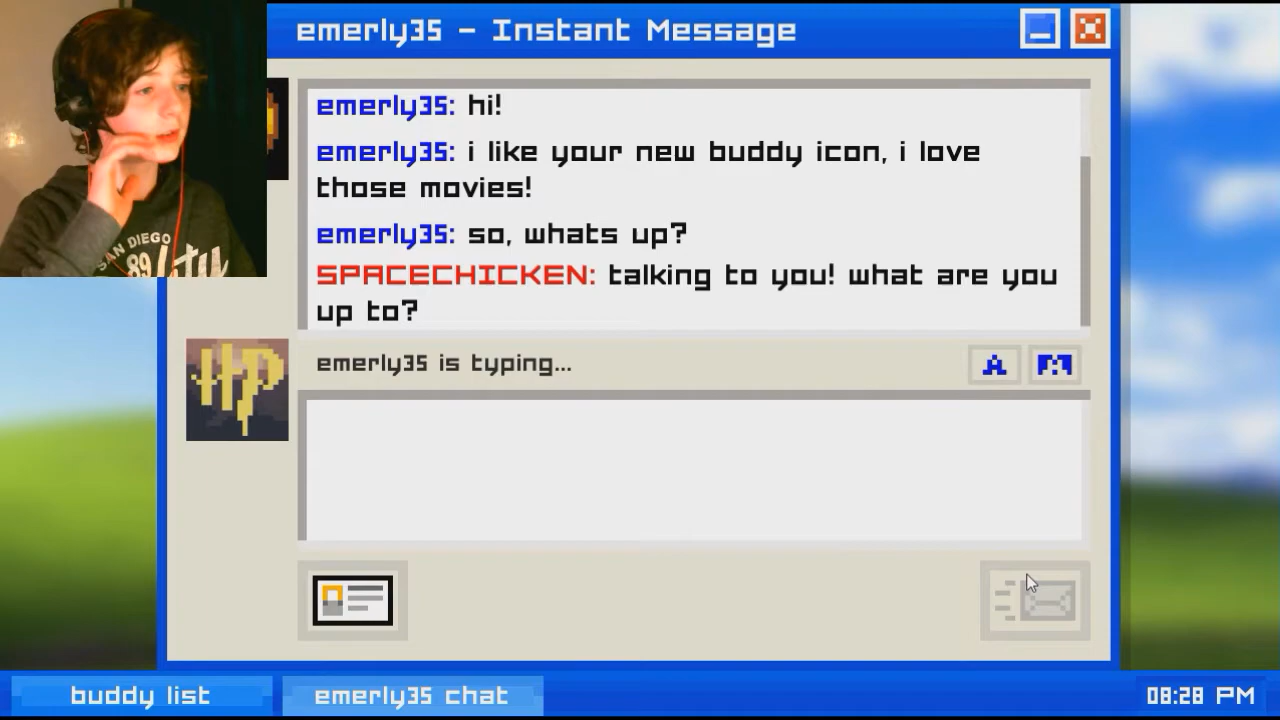 emerly35 - Instant Message
emerly35: hi!
emerly35: i like your new buddy icon, i love
those movies!
emerly35: so, whats up?
SPACECHICKEN: talking to you! what are you
up to?
HP
emerly35 is typing...
A
SAN DIEGO
89
buddy list
emerly35 chat
08:28 PM